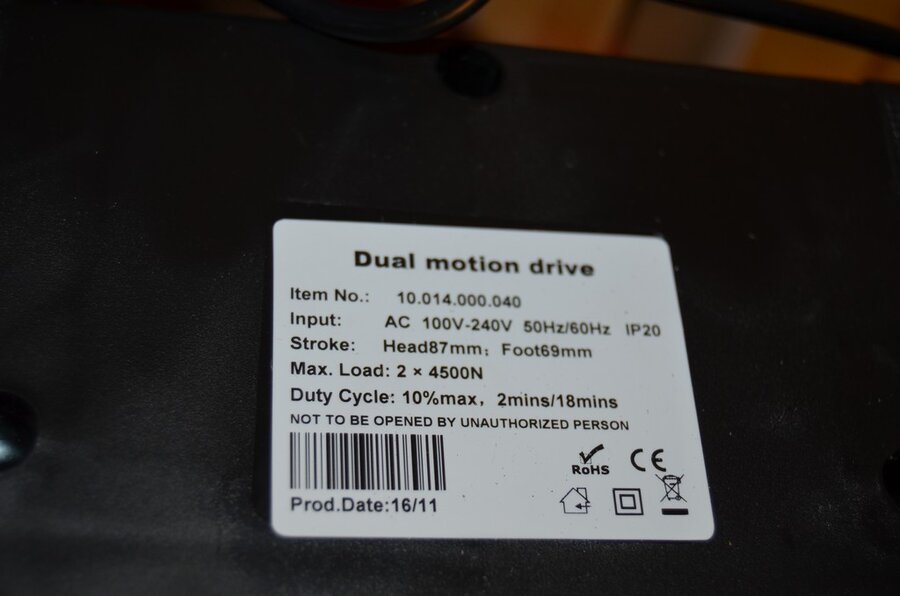 Dual motion drive
Item No.: 10.014.000.040
Input: AC 100V-240V 50Hz/60Hz IP20
Stroke: Head87mm; Foot69mm
Max. Load: 2 × 4500N
Duty Cycle: 10%max, 2mins/18mins
NOT TO BE OPENED BY UNAUTHORIZED PERSON
RoHS CE
Prod.Date:16/11